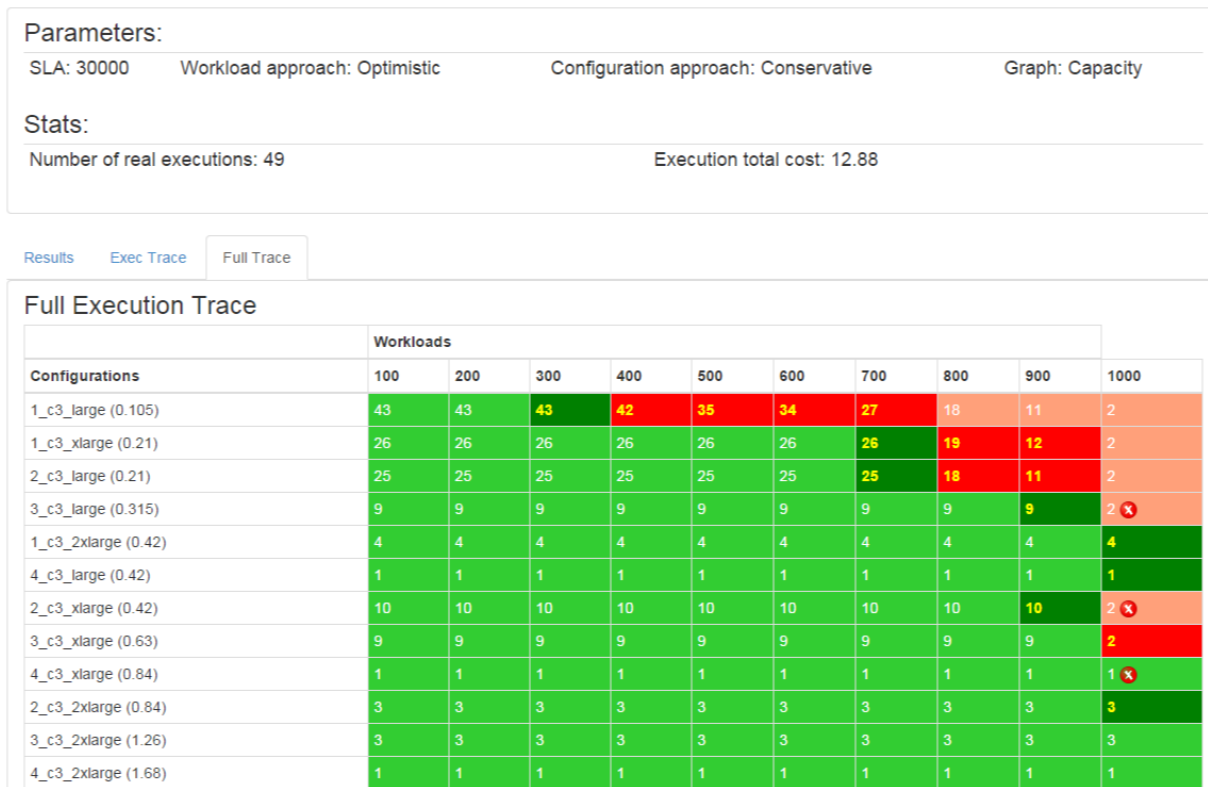 Parameters:
SLA: 30000 Workload approach: Optimistic Configuration approach: Conservative Graph: Capacity
Stats:
Number of real executions: 49 Execution total cost: 12.88
Results Exec Trace Full Trace
Full Execution Trace
Workloads
Configurations 100 200 300 400 500 600 700 800 900 1000
1_c3_large (0.105) 43 43 43 42 35 34 27 18 11 2
1_c3_xlarge (0.21) 26 26 26 26 26 26 26 19 12 2
2_c3_large (0.21) 25 25 25 25 25 25 25 18 11 2
3_c3_large (0.315) 9 9 9 9 9 9 9 9 9 2 x
1_c3_2xlarge (0.42) 4 4 4 4 4 4 4 4 4 4
4_c3_large (0.42) 1 1 1 1 1 1 1 1 1 1
2_c3_xlarge (0.42) 10 10 10 10 10 10 10 10 10 2 x
3_c3_xlarge (0.63) 9 9 9 9 9 9 9 9 9 2
4_c3_xlarge (0.84) 1 1 1 1 1 1 1 1 1 1 x
2_c3_2xlarge (0.84) 3 3 3 3 3 3 3 3 3 3
3_c3_2xlarge (1.26) 3 3 3 3 3 3 3 3 3 3
4_c3_2xlarge (1.68) 1 1 1 1 1 1 1 1 1 1